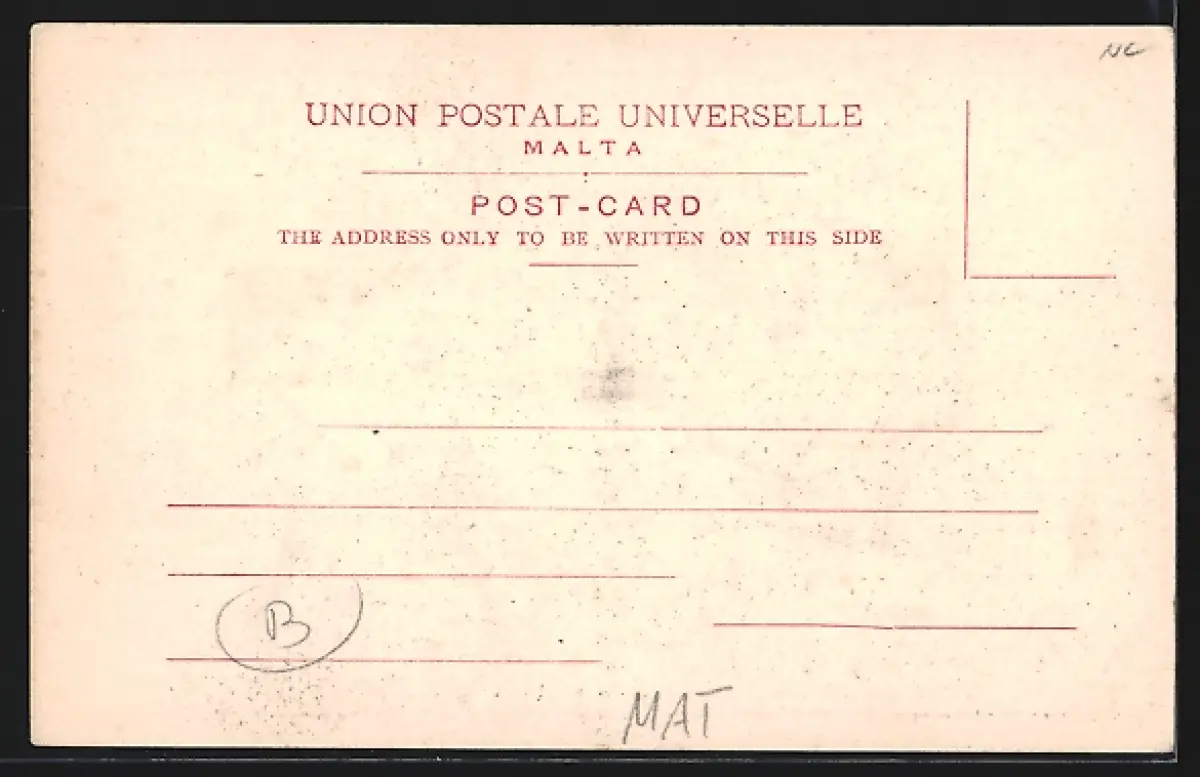 NC
UNION POSTALE UNIVERSELLE
MALTA
POST-CARD
THE ADDRESS ONLY TO BE WRITTEN ON THIS SIDE
B
MAT